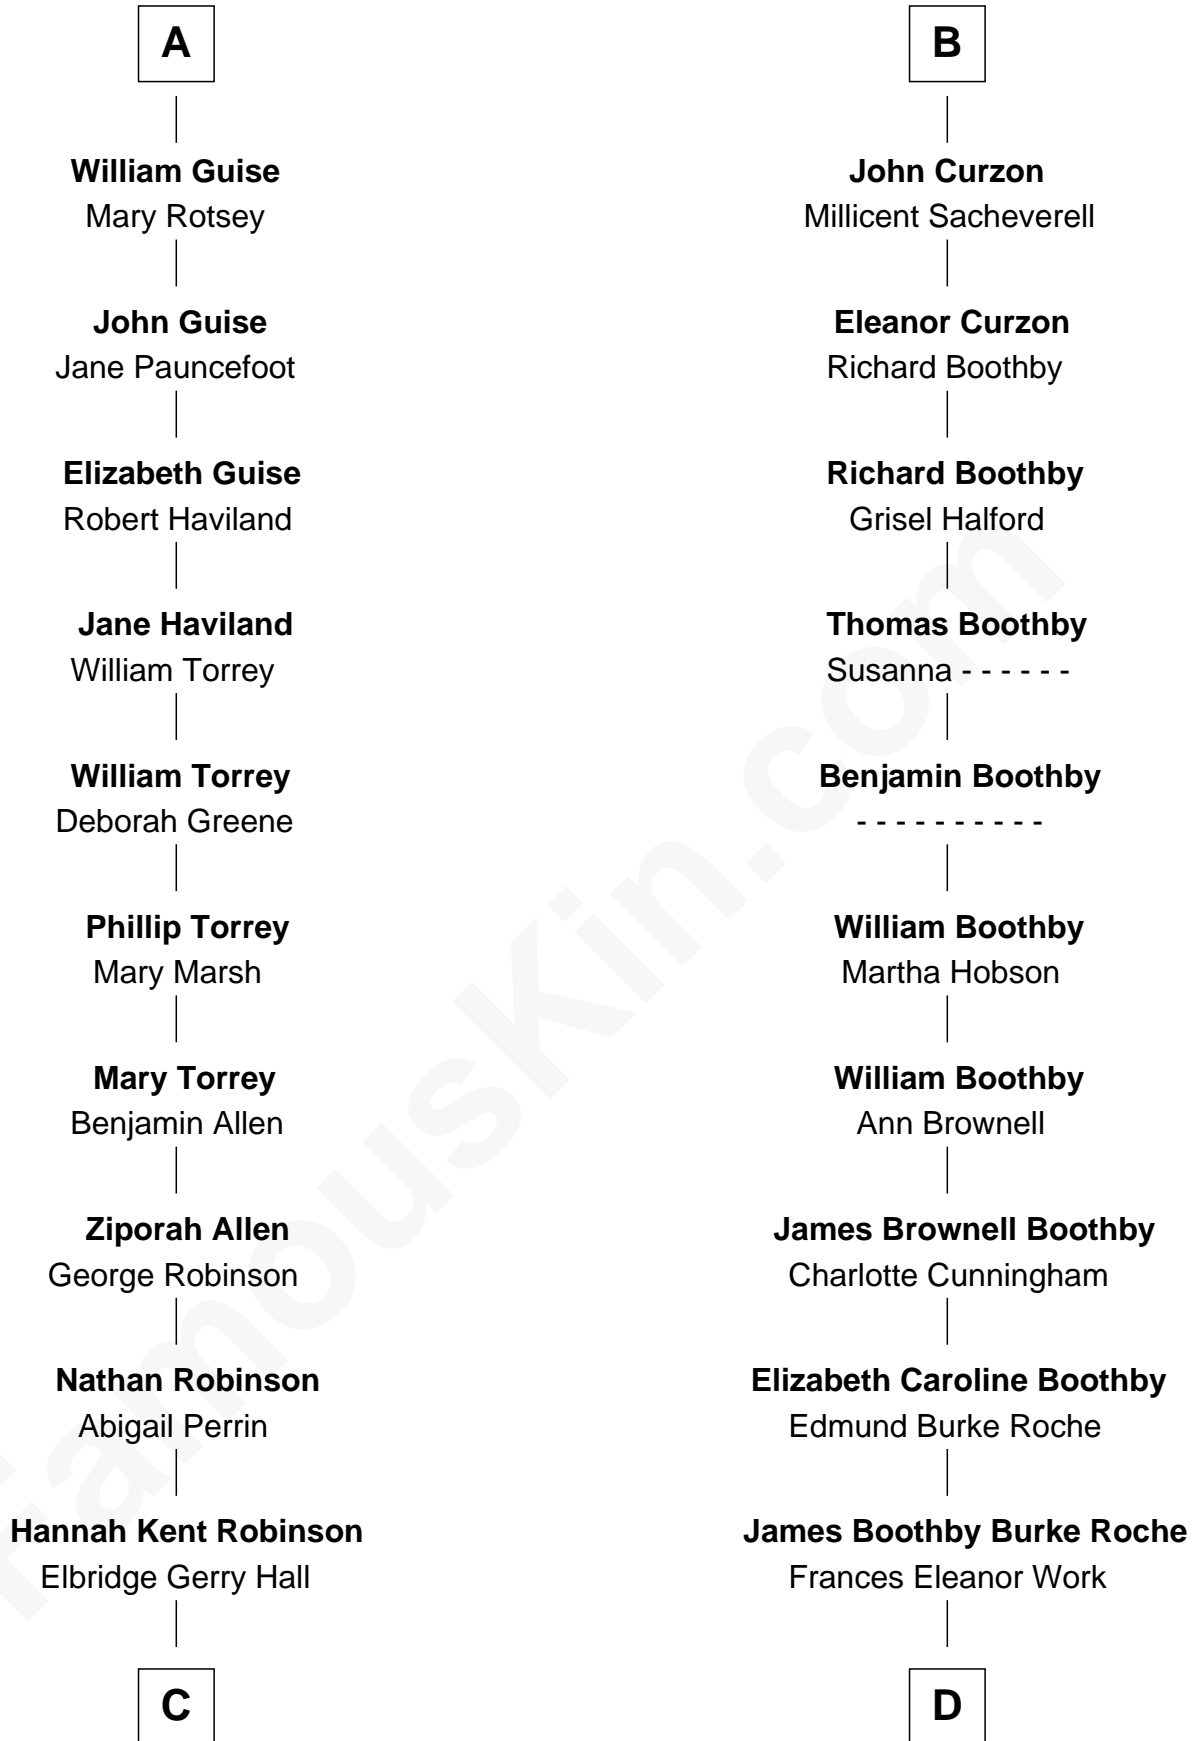 A
William Guise
Mary Rotsey
John Guise
Jane Pauncefoot
Elizabeth Guise
Robert Haviland
Jane Haviland
William Torrey
William Torrey
Deborah Greene
Phillip Torrey
Mary Marsh
Mary Torrey
Benjamin Allen
Ziporah Allen
George Robinson
Nathan Robinson
Abigail Perrin
Hannah Kent Robinson
Elbridge Gerry Hall
C
B
John Curzon
Millicent Sacheverell
Eleanor Curzon
Richard Boothby
Richard Boothby
Grisel Halford
Thomas Boothby
Susanna - - - - - -
Benjamin Boothby
- - - - - - - - - -
William Boothby
Martha Hobson
William Boothby
Ann Brownell
James Brownell Boothby
Charlotte Cunningham
Elizabeth Caroline Boothby
Edmund Burke Roche
James Boothby Burke Roche
Frances Eleanor Work
D
FamousKin.com